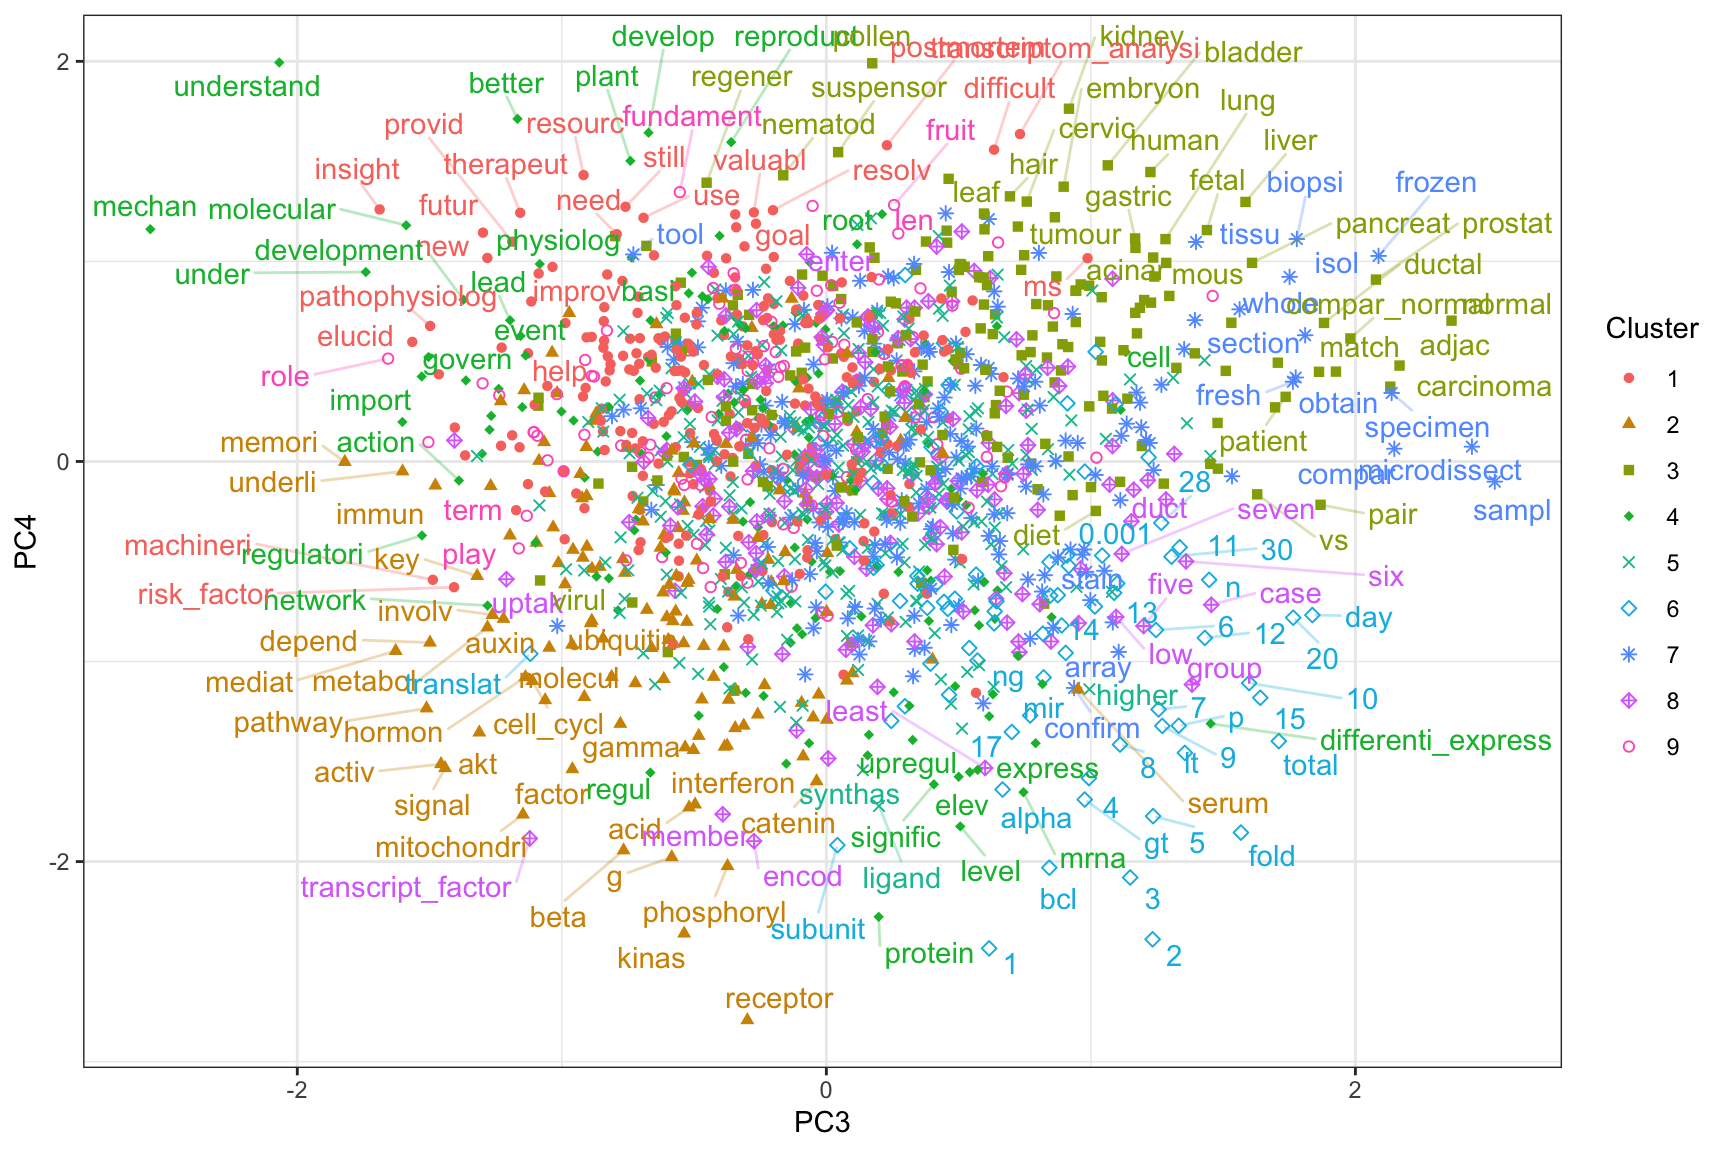 develop
reproduct
pollen
postmortem
transcriptom_analysi
kidney
bladder
understand
better
plant
regener
suspensor
difficult
embryon
lung
provid
resourc
fundament
nematod
fruit
cervic
human
liver
insight
therapeut
still
valuabl
resolv
hair
leaf
gastric
fetal
biopsi
frozen
mechan
molecular
futur
need
use
root
len
tumour
tissu
pancreat
prostat
development
new
physiolog
tool
goal
enter
acinar
mous
isol
ductal
under
lead
pathophysiolog
improv
basi
ms
whole
compar_normal
normal
elucid
event
govern
help
cell
section
match
adjac
role
import
fresh
obtain
carcinoma
memori
action
patient
specimen
underli
compar
microdissect
immun
term
28
duct
seven
pair
sampl
machineri
regulatori
key
play
diet
0.001
11
30
vs
risk_factor
network
involv
uptak
virul
stain
five
n
case
six
depend
auxin
ubiquitin
14
13
6
12
day
mediat
metabol
translat
molecul
ng
array
low
group
20
pathway
hormon
cell_cycl
gamma
least
mir
higher
7
p
15
10
confirm
17
differenti_express
activ
akt
signal
factor
regul
interferon
upregul
express
8
lt
9
total
synthas
elev
alpha
4
serum
mitochondri
acid
member
catenin
signific
gt
5
fold
transcript_factor
g
encod
ligand
level
mrna
bcl
3
beta
phosphoryl
subunit
kinas
protein
1
2
receptor
2
0
-2
-2
0
2
PC3
PC4
Cluster
1
2
3
4
5
6
7
8
9